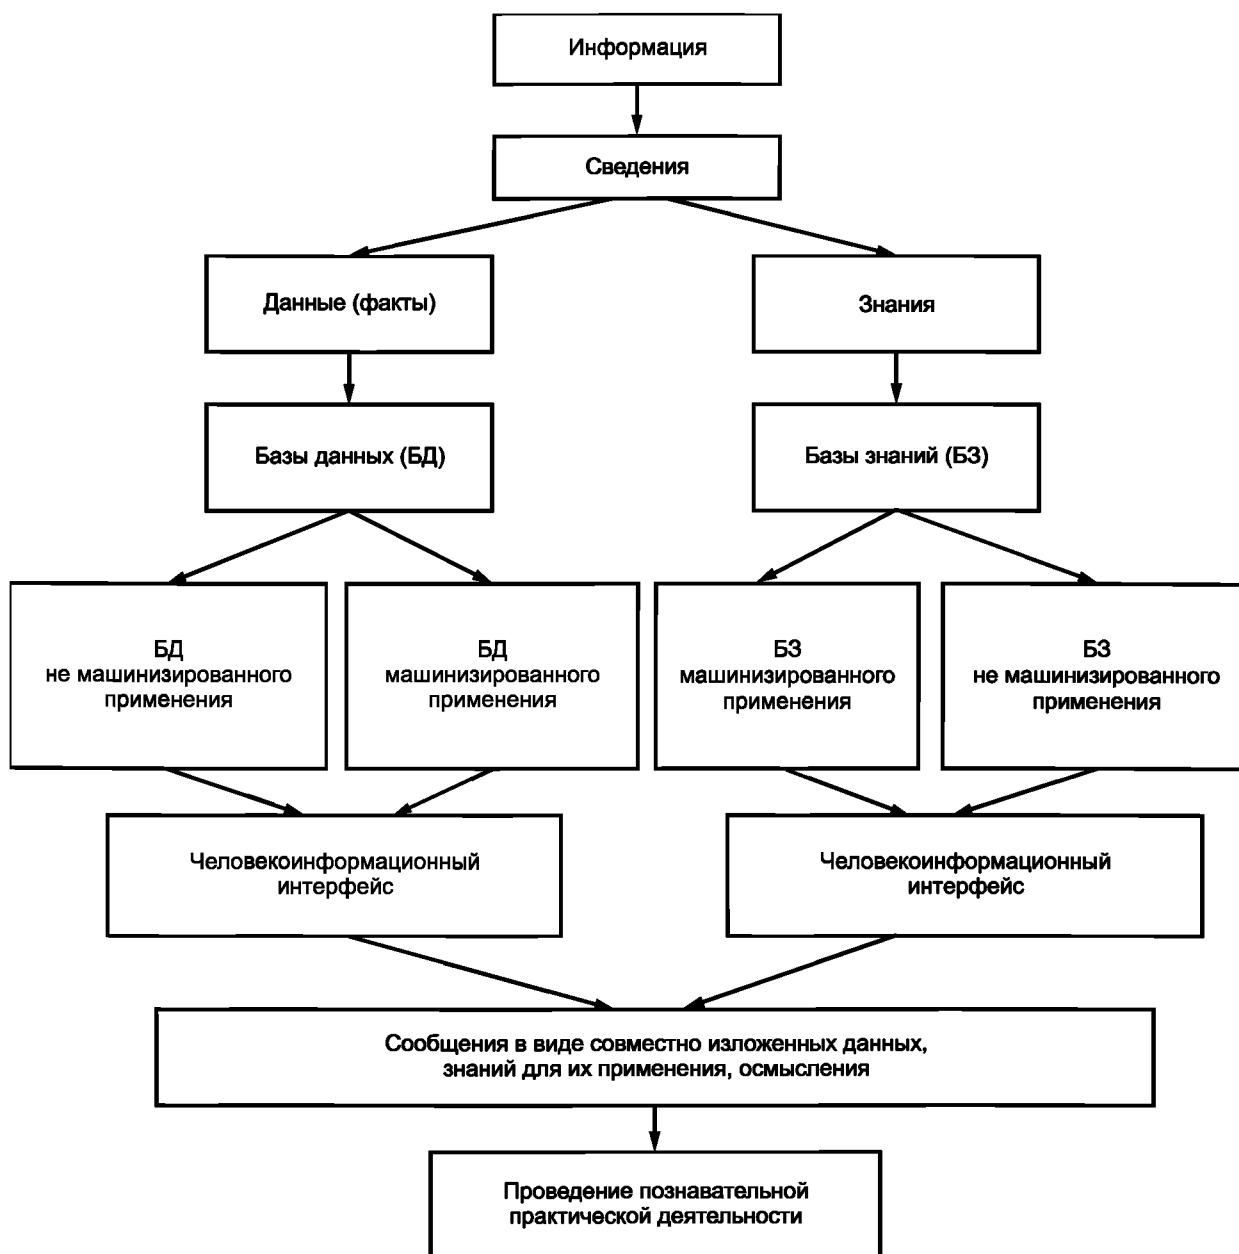 Информация
Сведения
Данные (факты)
Знания
Базы данных (БД)
Базы знаний (БЗ)
БД
не машинизированного
применения
БД
машинизированного
применения
БЗ
машинизированного
применения
БЗ
не машинизированного
применения
Человекоинформационный
интерфейс
Человекоинформационный
интерфейс
Сообщения в виде совместно изложенных данных,
знаний для их применения, осмысления
Проведение познавательной
практической деятельности